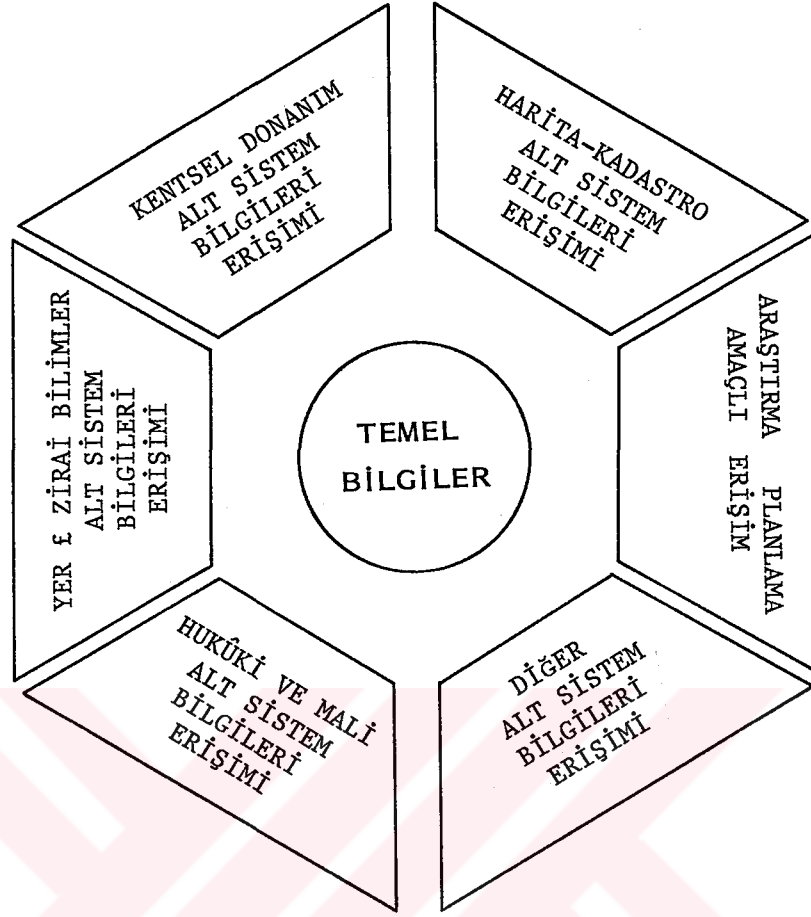 KENTSEL DONANIM
ALT SİSTEM
BİLGİLERİ
ERİŞİMİ
HARİTA-KADASTRO
ALT SİSTEM
BİLGİLERİ
ERİŞİMİ
ARAŞTIRMA PLANLAMA
AMAÇLI ERİŞİM
DİĞER
ALT SİSTEM
BİLGİLERİ
ERİŞİMİ
HUKÛKİ VE MALİ
ALT SİSTEM
BİLGİLERİ
ERİŞİMİ
YER £ ZİRAİ BİLİMLER
ALT SİSTEM
BİLGİLERİ
ERİŞİMİ
TEMEL
BİLGİLER